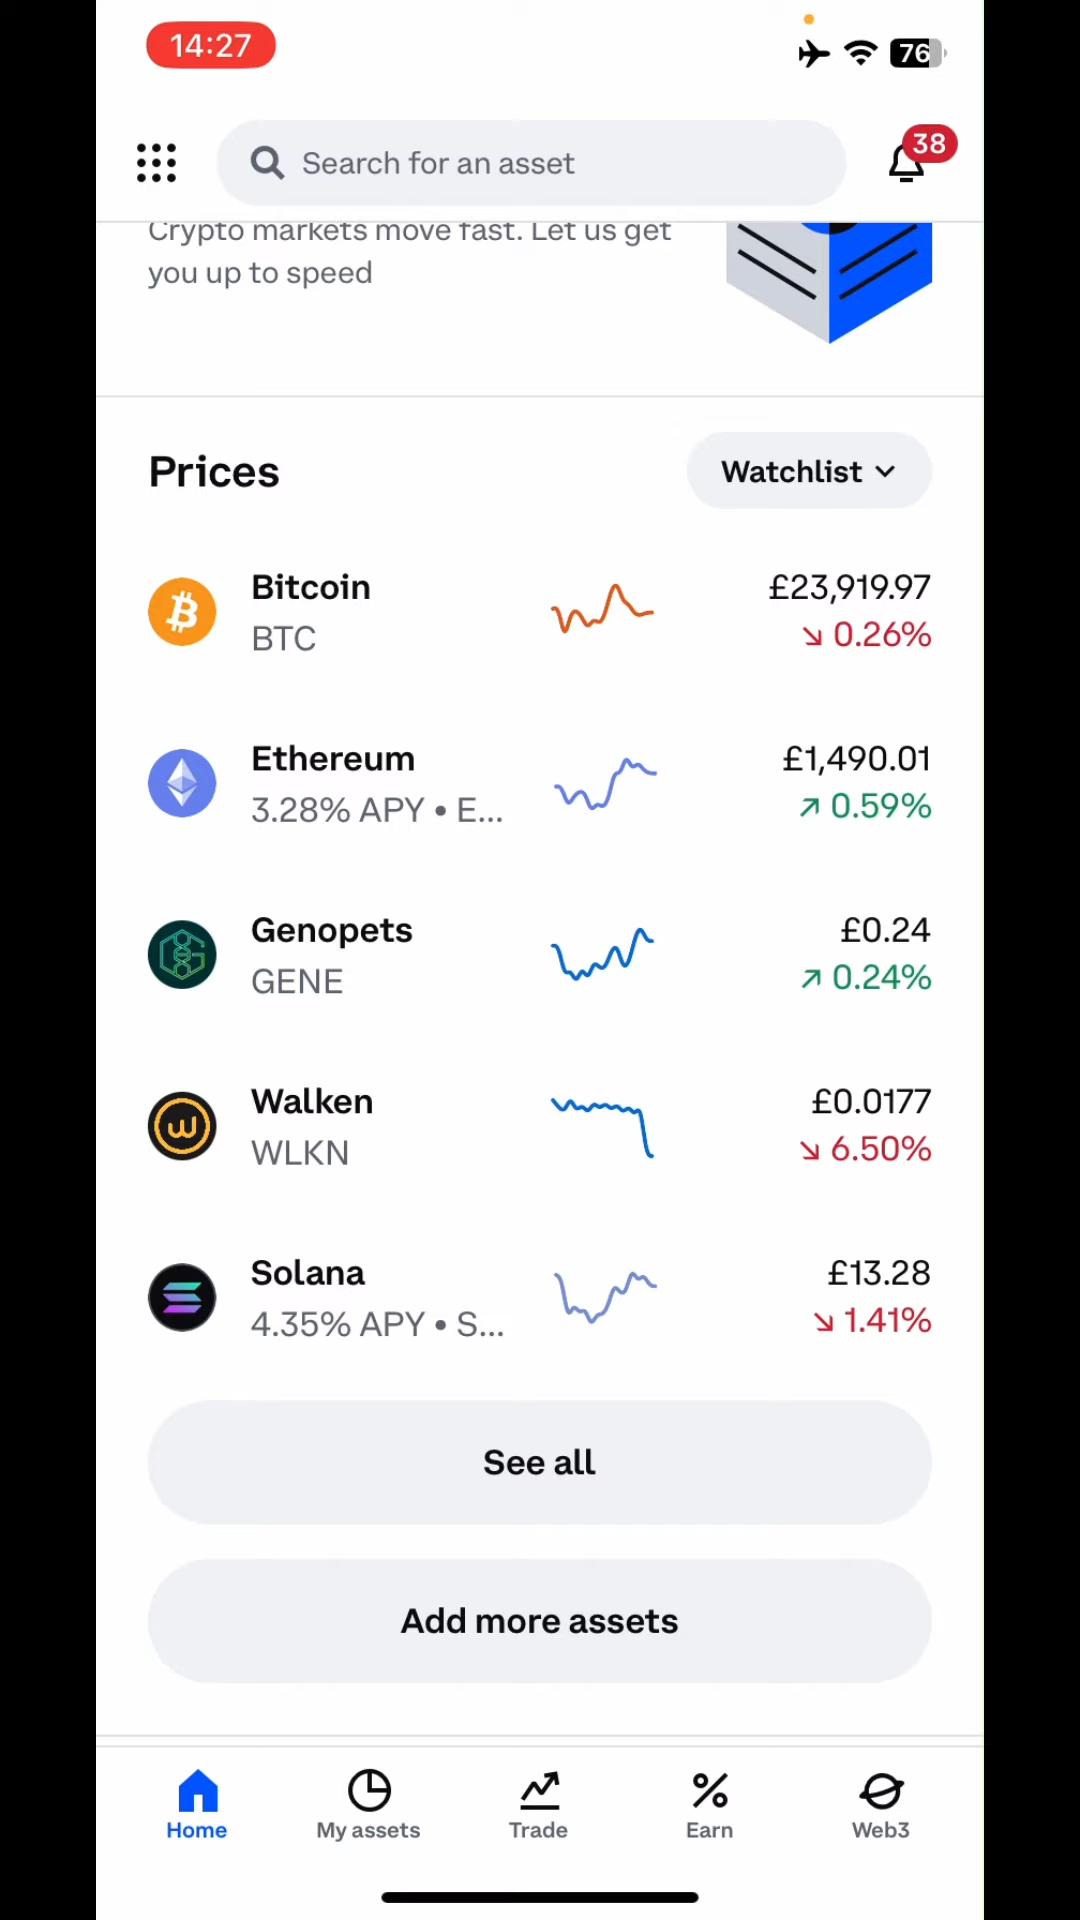 14:27
76
Search for an asset
38
Crypto markets move fast. Let us get
you up to speed
Prices
Watchlist
Bitcoin
£23,919.97
BTC
↘ 0.26%
Ethereum
£1,490.01
3.28% APY • E...
↗ 0.59%
Genopets
£0.24
GENE
↗ 0.24%
Walken
£0.0177
WLKN
↘ 6.50%
Solana
£13.28
4.35% APY • S...
↘ 1.41%
See all
Add more assets
Home
My assets
Trade
Earn
Web3